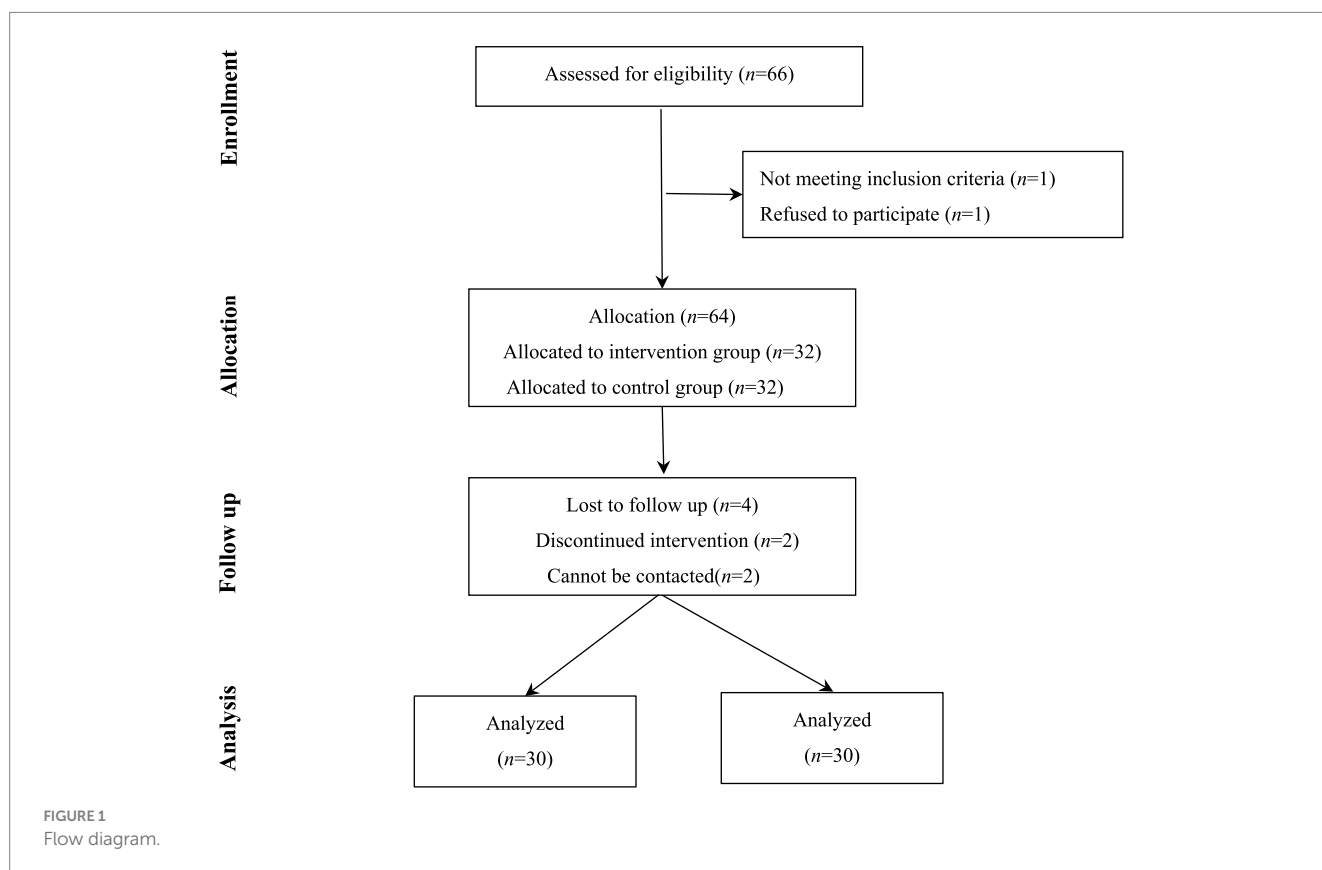 Enrollment
Assessed for eligibility (n=66)
Not meeting inclusion criteria (n=1)
Refused to participate (n=1)
Allocation
Allocation (n=64)
Allocated to intervention group (n=32)
Allocated to control group (n=32)
Follow up
Lost to follow up (n=4)
Discontinued intervention (n=2)
Cannot be contacted(n=2)
Analysis
Analyzed
(n=30)
Analyzed
(n=30)
FIGURE 1
Flow diagram.